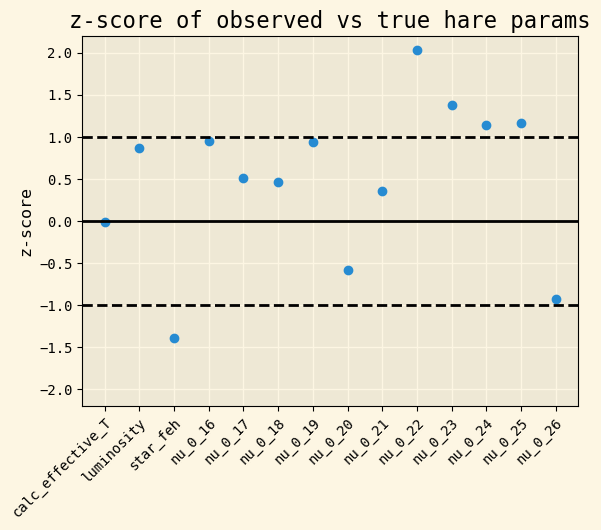 z-score of observed vs true hare params
z-score
2.0
1.5
1.0
0.5
0.0
−0.5
−1.0
−1.5
−2.0
calc_effective_T
luminosity
star_feh
nu_0_16
nu_0_17
nu_0_18
nu_0_19
nu_0_20
nu_0_21
nu_0_22
nu_0_23
nu_0_24
nu_0_25
nu_0_26